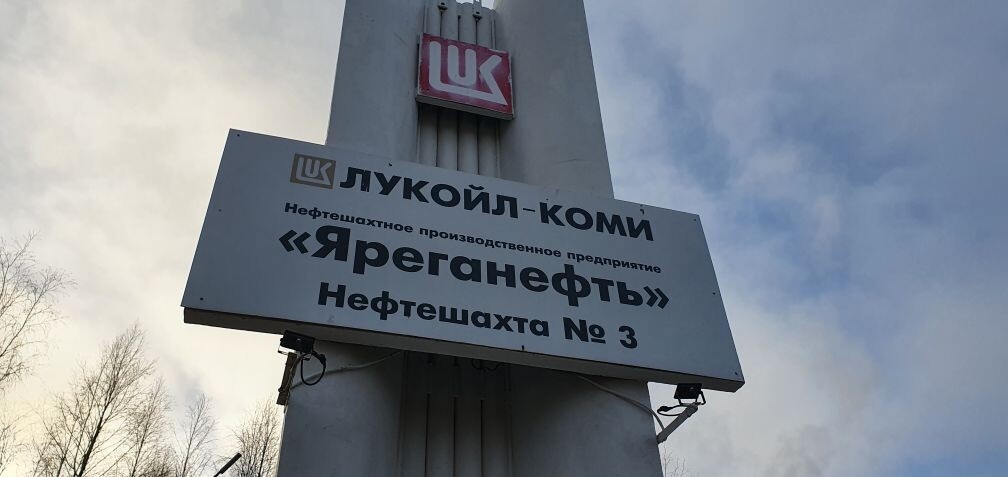 LUK
LUK ЛУКОЙЛ-КОМИ
Нефтешахтное производственное предприятие
«Яреганефть»
Нефтешахта № 3